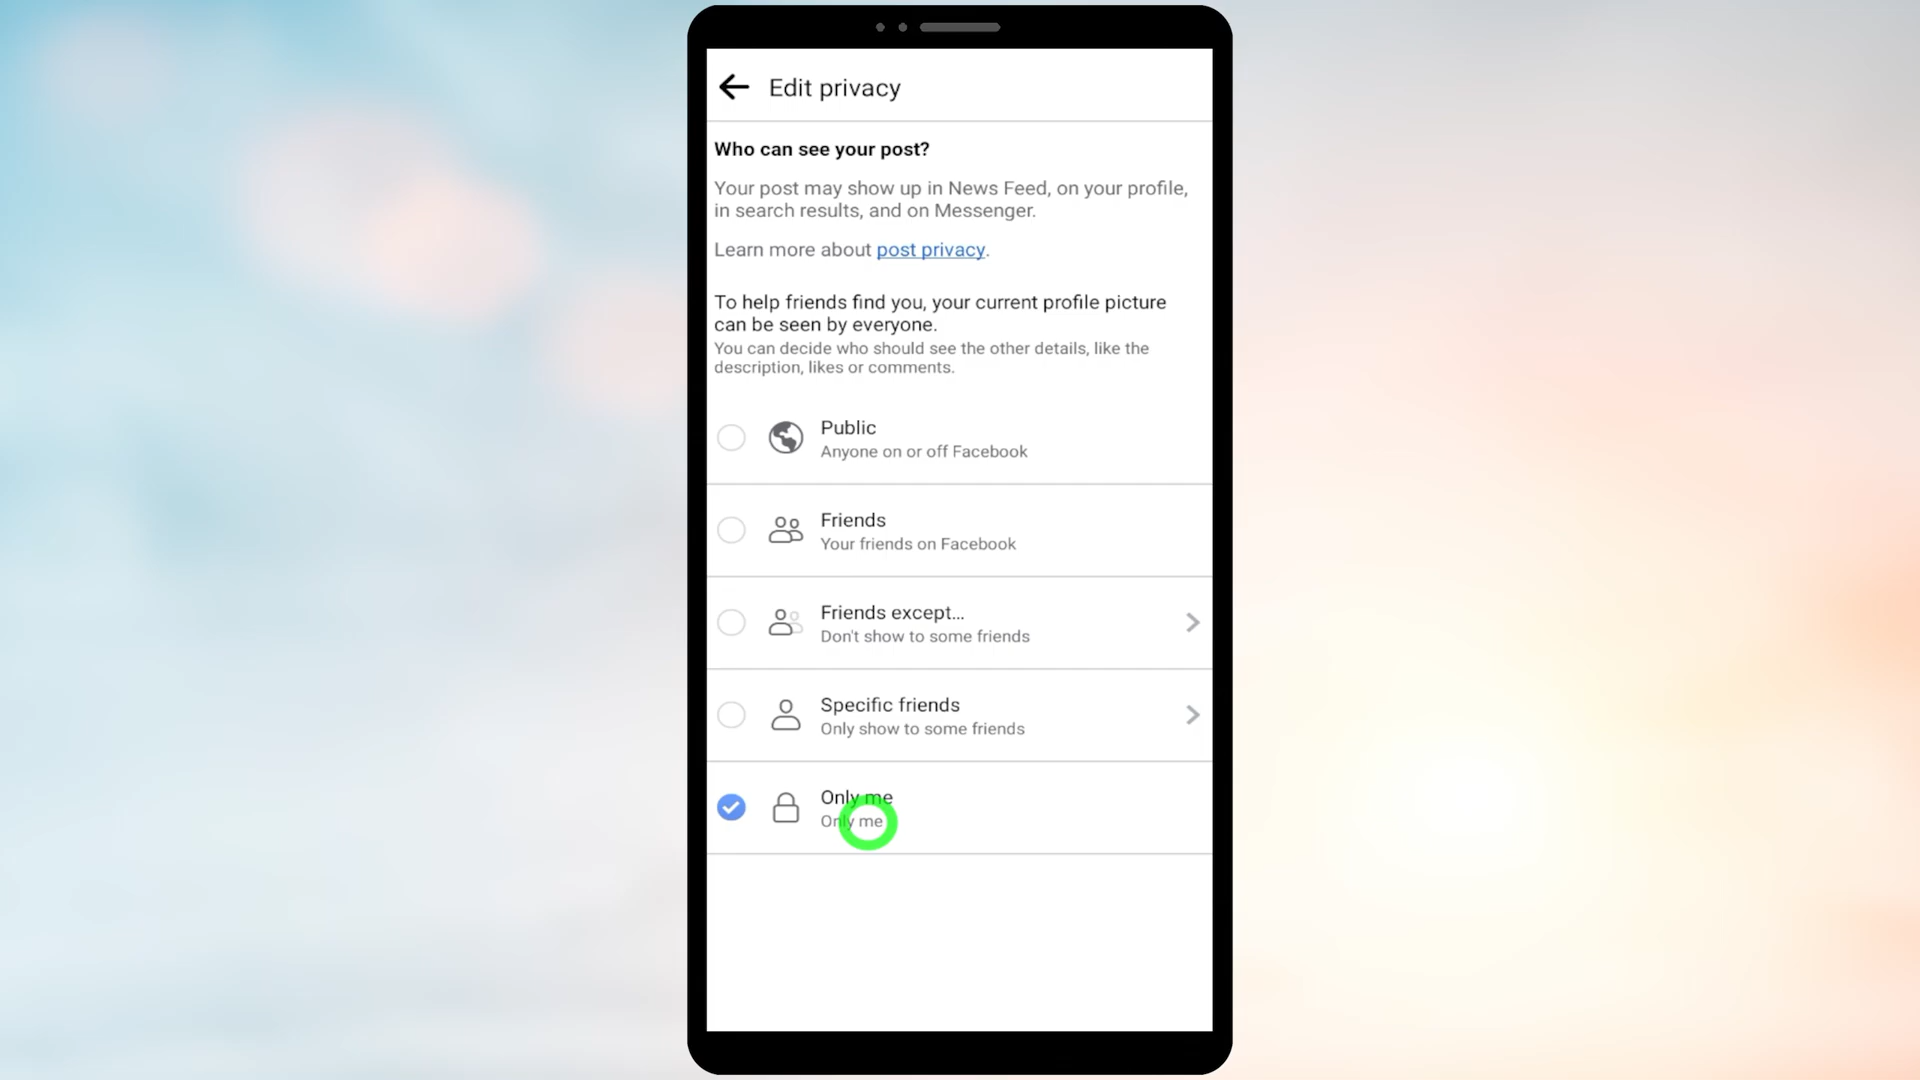 Edit privacy
Who can see your post?
Your post may show up in News Feed, on your profile,
in search results, and on Messenger.
Learn more about post privacy.
To help friends find you, your current profile picture
can be seen by everyone.
You can decide who should see the other details, like the
description, likes or comments.
Public
Anyone on or off Facebook
Friends
Your friends on Facebook
Friends except...
Don't show to some friends
Specific friends
Only show to some friends
Only me
Only me